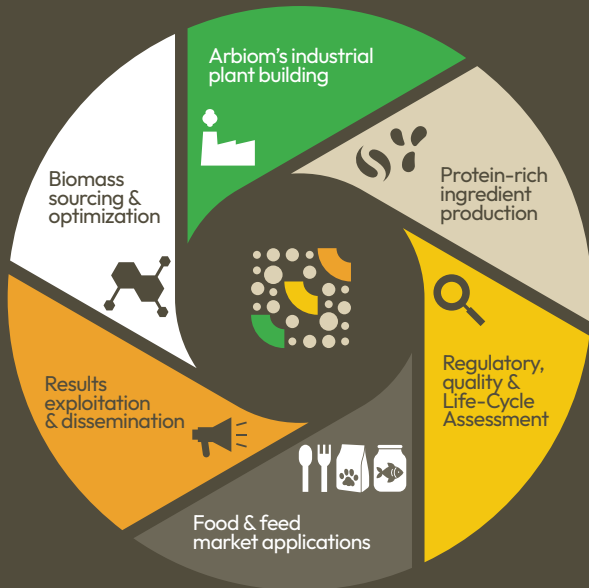 Arbiom's industrial
plant building
Protein-rich
ingredient
production
Regulatory,
quality &
Life-Cycle
Assessment
Food & feed
market applications
Results
exploitation
& dissemination
Biomass
sourcing &
optimization